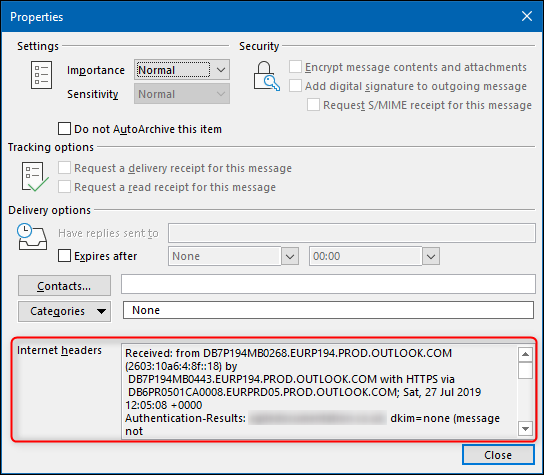 Properties
Settings
Security
Importance Normal
Encrypt message contents and attachments
Sensitivity Normal
Add digital signature to outgoing message
Request S/MIME receipt for this message
Do not AutoArchive this item
Tracking options
Request a delivery receipt for this message
Request a read receipt for this message
Delivery options
Have replies sent to
Expires after None 00:00
Contacts...
Categories None
Internet headers
Received: from DB7P194MB0268.EURP194.PROD.OUTLOOK.COM
(2603:10a6:4:8f::18) by
DB7P194MB0443.EURP194.PROD.OUTLOOK.COM with HTTPS via
DB6PR0501CA0008.EURPRD05.PROD.OUTLOOK.COM; Sat, 27 Jul 2019
12:05:08 +0000
Authentication-Results: dkim=none (message
not
Close